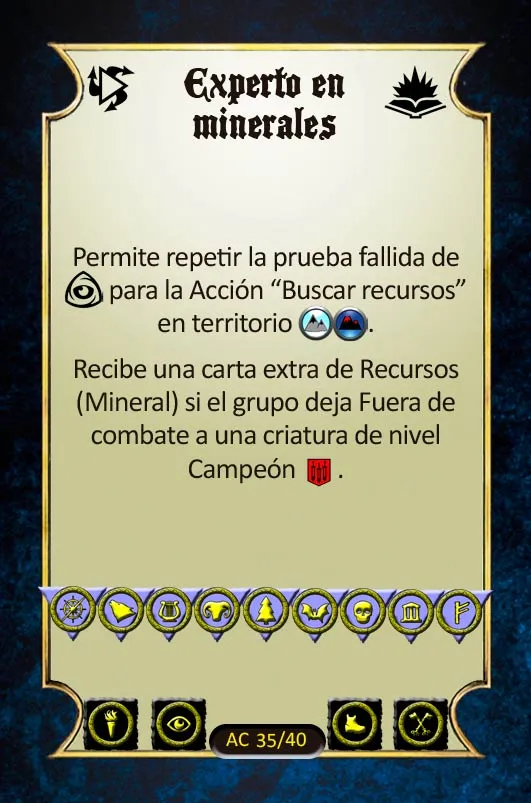 Experto en
minerales
Permite repetir la prueba fallida de
para la Acción “Buscar recursos”
en territorio .
Recibe una carta extra de Recursos
(Mineral) si el grupo deja Fuera de
combate a una criatura de nivel
Campeón .
AC 35/40